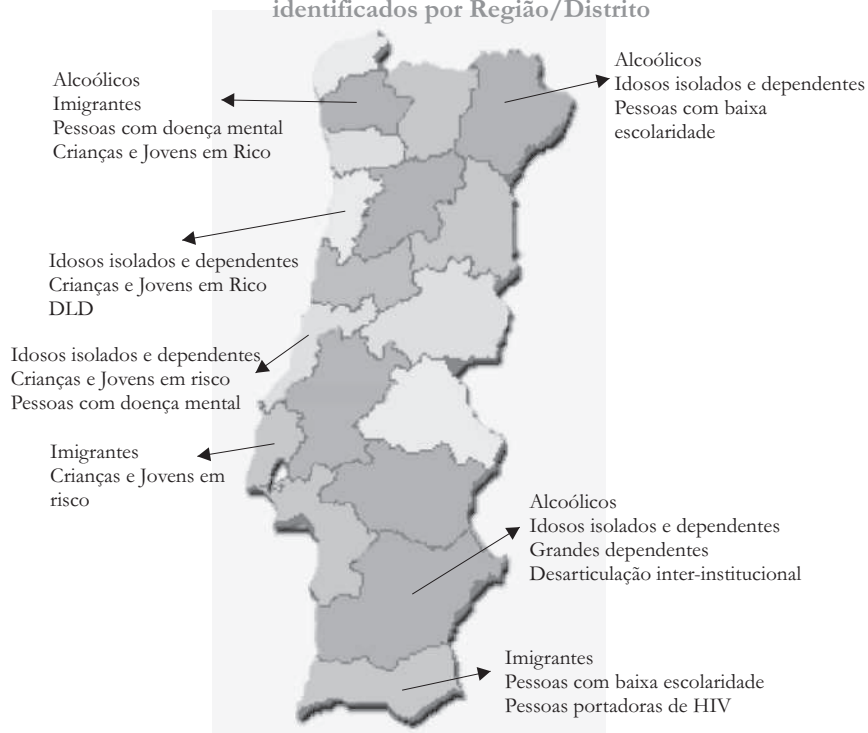 identificados por Região/Distrito
Alcoólicos
Imigrantes
Pessoas com doença mental
Crianças e Jovens em Rico
Alcoólicos
Idosos isolados e dependentes
Pessoas com baixa
escolaridade
Idosos isolados e dependentes
Crianças e Jovens em Rico
DLD
Idosos isolados e dependentes
Crianças e Jovens em risco
Pessoas com doença mental
Imigrantes
Crianças e Jovens em
risco
Alcoólicos
Idosos isolados e dependentes
Grandes dependentes
Desarticulação inter-institucional
Imigrantes
Pessoas com baixa escolaridade
Pessoas portadoras de HIV